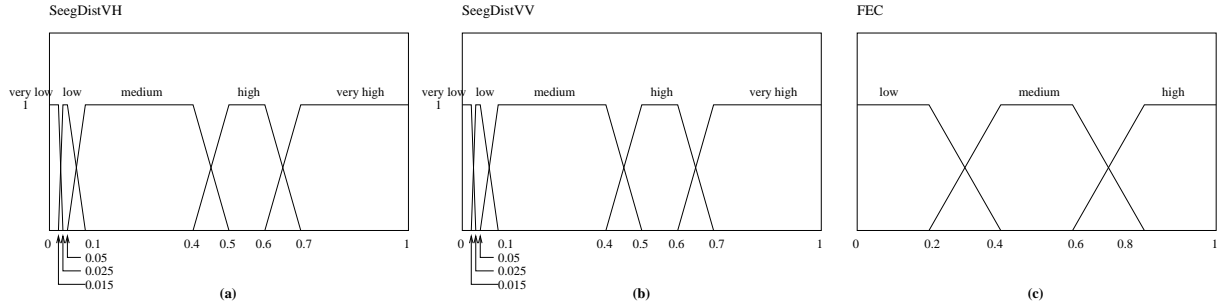 SeegDistVH
very low low medium high very high
1
0 0.1 0.4 0.5 0.6 0.7 1
0.05
0.025
0.015
(a)
SeegDistVV
very low low medium high very high
1
0 0.1 0.4 0.5 0.6 0.7 1
0.05
0.025
0.015
(b)
FEC
low medium high
0 0.2 0.4 0.6 0.8 1
(c)